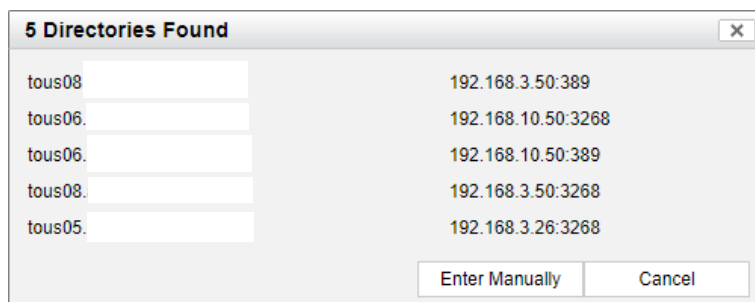 5 Directories Found
tous08 192.168.3.50:389
tous06. 192.168.10.50:3268
tous06. 192.168.10.50:389
tous08. 192.168.3.50:3268
tous05. 192.168.3.26:3268
Enter Manually Cancel